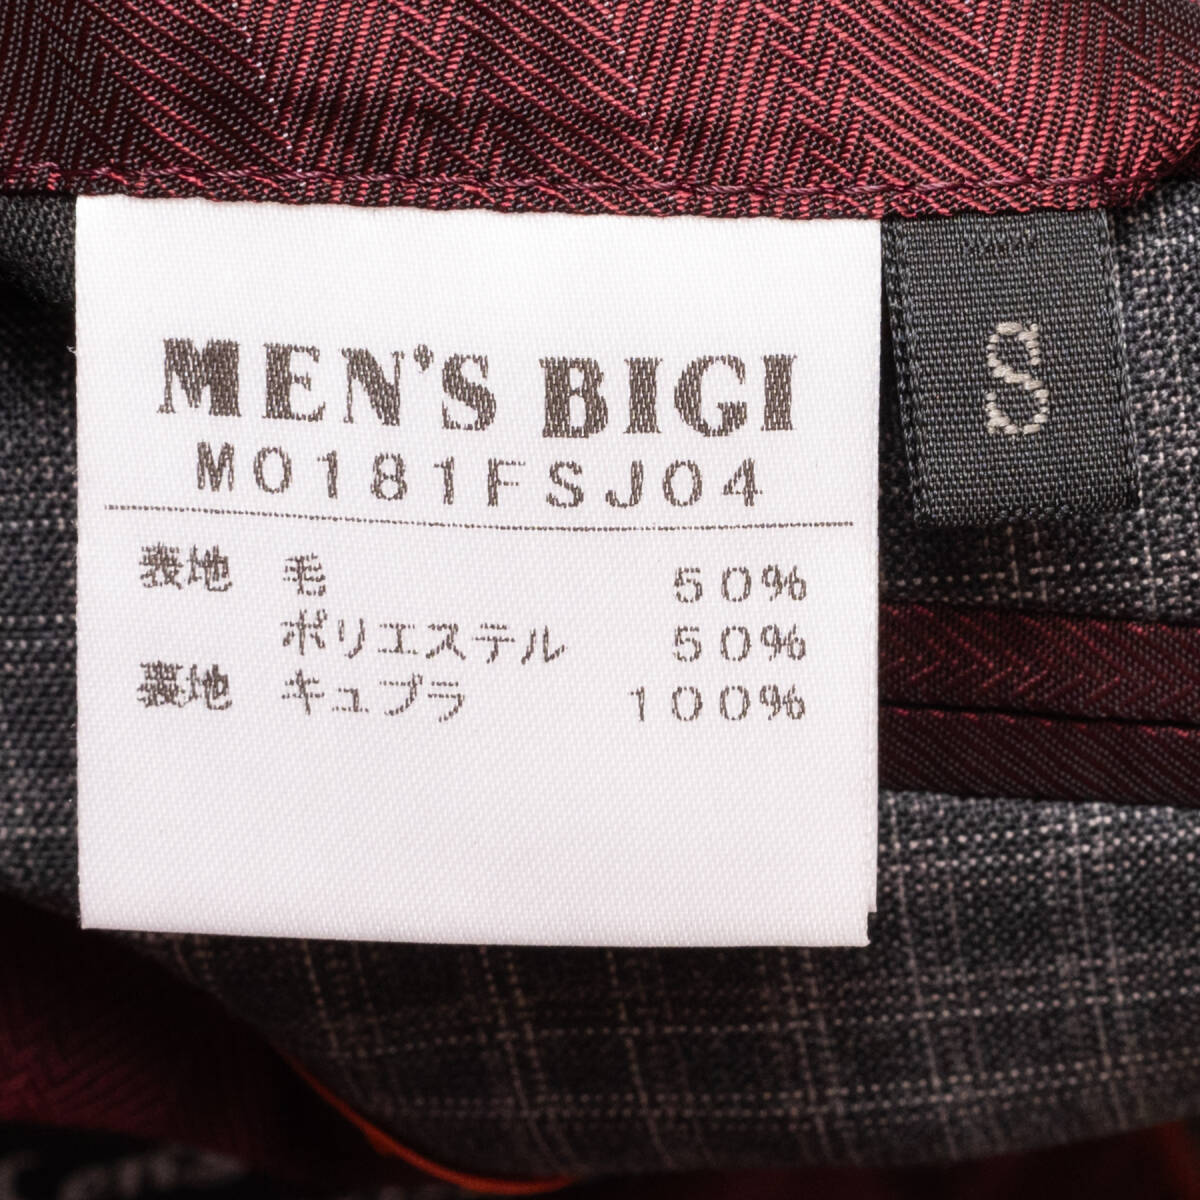 MEN'S BIGI
M0181FSJ04
表地 毛 50%
ポリエステル 50%
裏地 キュプラ 100%
S